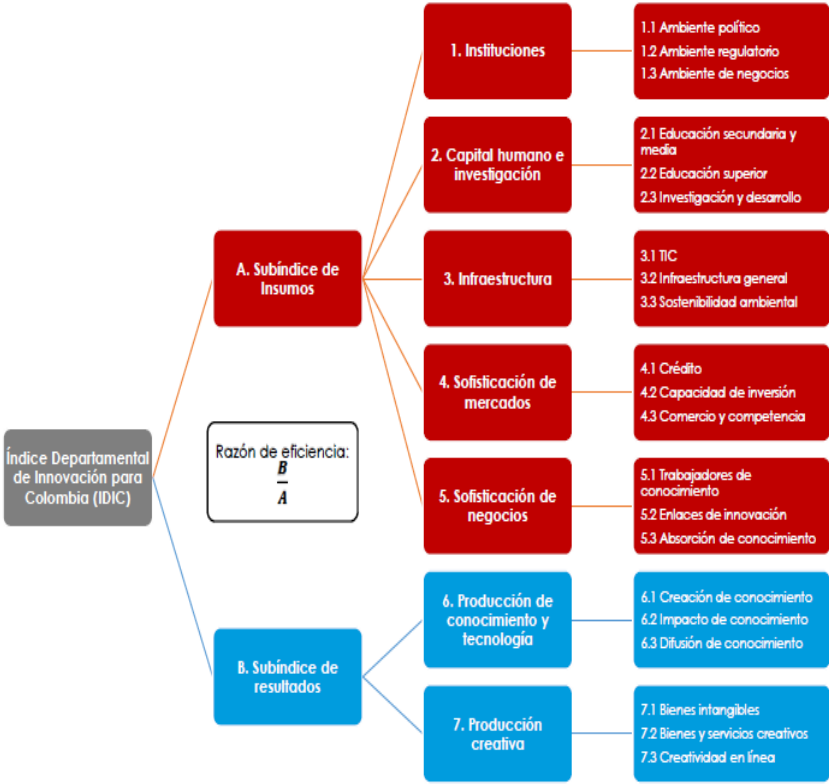 1. Instituciones
1.1 Ambiente político
1.2 Ambiente regulatorio
1.3 Ambiente de negocios
2. Capital humano e
investigación
2.1 Educación secundaria y
media
2.2 Educación superior
2.3 Investigación y desarrollo
A. Subíndice de
Insumos
3. Infraestructura
3.1 TIC
3.2 Infraestructura general
3.3 Sostenibilidad ambiental
4. Sofisticación de
mercados
4.1 Crédito
4.2 Capacidad de inversión
4.3 Comercio y competencia
Índice Departamental
de Innovación para
Colombia (IDIC)
Razón de eficiencia:
B
A
5. Sofisticación de
negocios
5.1 Trabajadores de
conocimiento
5.2 Enlaces de innovación
5.3 Absorción de conocimiento
6. Producción de
conocimiento y
tecnología
6.1 Creación de conocimiento
6.2 Impacto de conocimiento
6.3 Difusión de conocimiento
B. Subíndice de
resultados
7. Producción
creativa
7.1 Bienes intangibles
7.2 Bienes y servicios creativos
7.3 Creatividad en línea